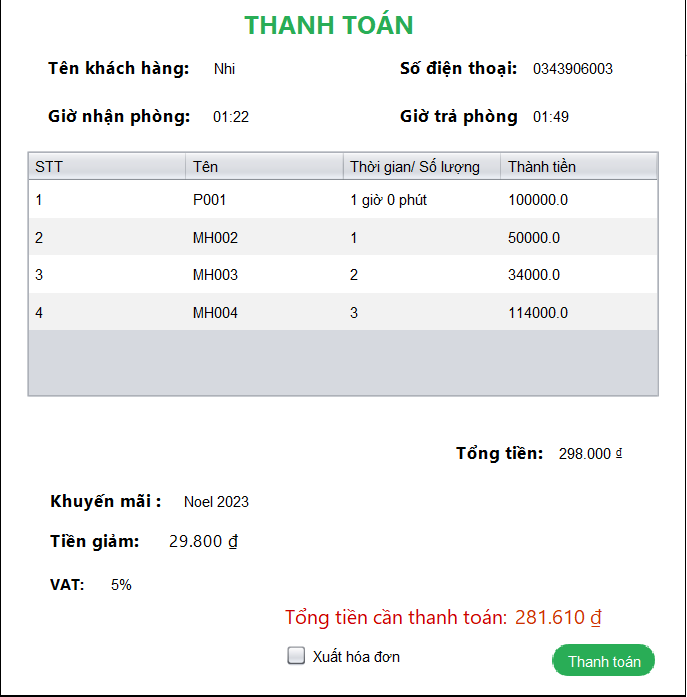 THANH TOÁN
Tên khách hàng: Nhi Số điện thoại: 0343906003
Giờ nhận phòng: 01:22 Giờ trả phòng 01:49
STT Tên Thời gian/ Số lượng Thành tiền
1 P001 1 giờ 0 phút 100000.0
2 MH002 1 50000.0
3 MH003 2 34000.0
4 MH004 3 114000.0
Tổng tiền: 298.000 ₫
Khuyến mãi : Noel 2023
Tiền giảm: 29.800 ₫
VAT: 5%
Tổng tiền cần thanh toán: 281.610 ₫
Xuất hóa đơn Thanh toán